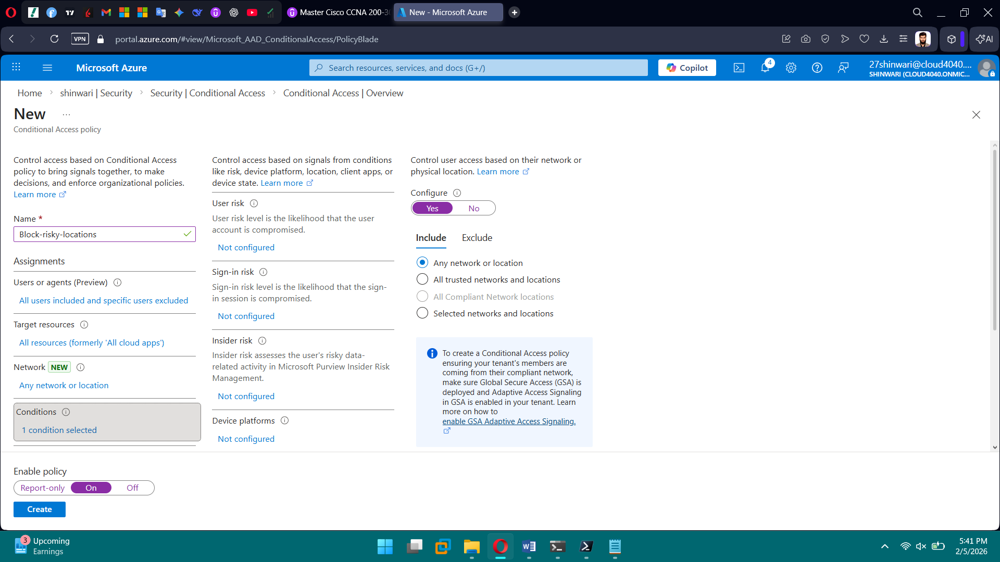 Master Cisco CCNA 200-30
New - Microsoft Azure
VPN
portal.azure.com/#view/Microsoft_AAD_ConditionalAccess/PolicyBlade
AI
Microsoft Azure
Search resources, services, and docs (G+/)
Copilot
4
27shinwari@cloud4040....
SHINWARI (CLOUD4040.ONMIC...
Home > shinwari | Security > Security | Conditional Access > Conditional Access | Overview
New ...
Conditional Access policy
Control access based on Conditional Access
policy to bring signals together, to make
decisions, and enforce organizational policies.
Learn more
Name *
Block-risky-locations
Assignments
Users or agents (Preview)
All users included and specific users excluded
Target resources
All resources (formerly 'All cloud apps')
Network NEW
Any network or location
Conditions
1 condition selected
Control access based on signals from conditions
like risk, device platform, location, client apps, or
device state. Learn more
User risk
User risk level is the likelihood that the user
account is compromised.
Not configured
Sign-in risk
Sign-in risk level is the likelihood that the sign-
in session is compromised.
Not configured
Insider risk
Insider risk assesses the user's risky data-
related activity in Microsoft Purview Insider Risk
Management.
Not configured
Device platforms
Not configured
Control user access based on their network or
physical location. Learn more
Configure
Yes No
Include Exclude
Any network or location
All trusted networks and locations
All Compliant Network locations
Selected networks and locations
To create a Conditional Access policy
ensuring your tenant's members are
coming from their compliant network,
make sure Global Secure Access (GSA) is
deployed and Adaptive Access Signaling
in GSA is enabled in your tenant. Learn
more on how to
enable GSA Adaptive Access Signaling.
Enable policy
Report-only On Off
Create
3
Upcoming
Earnings
5:41 PM
2/5/2026